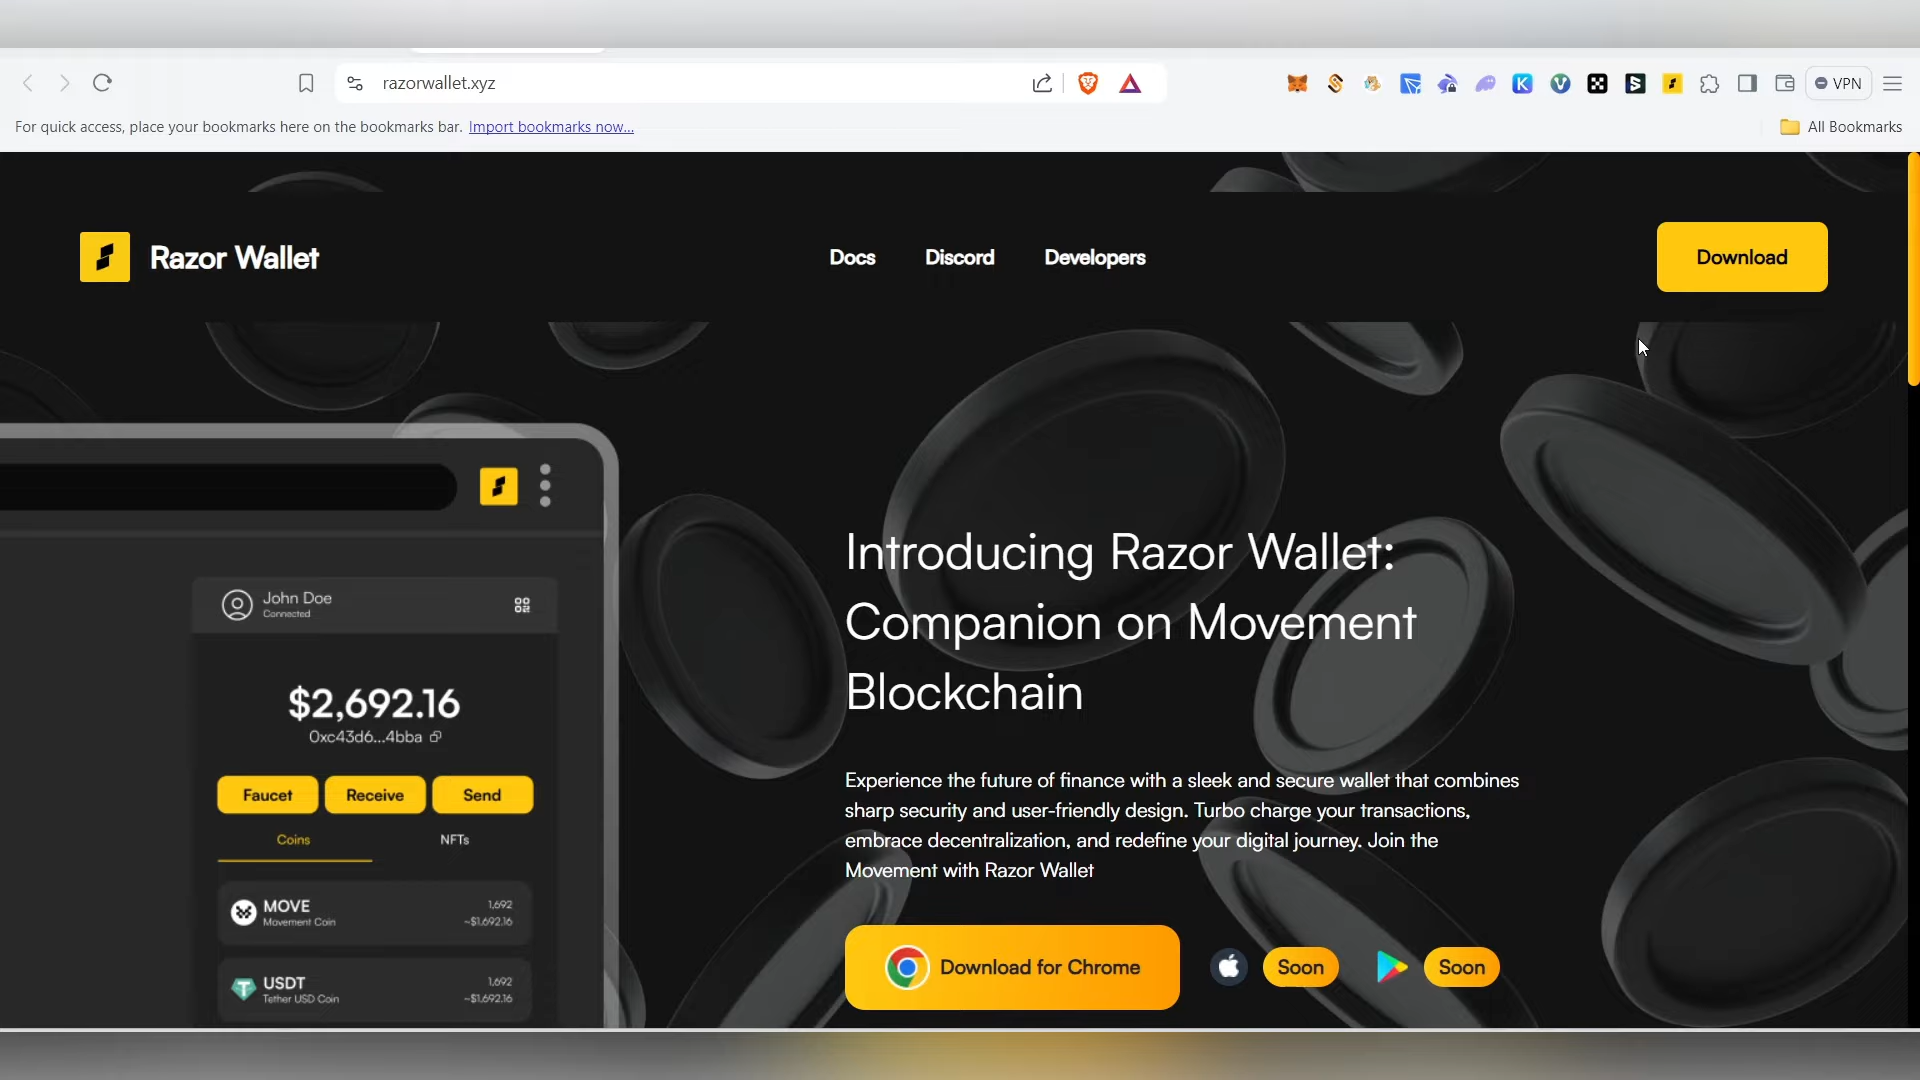 razorwallet.xyz
VPN
For quick access, place your bookmarks here on the bookmarks bar. Import bookmarks now...
All Bookmarks
Razor Wallet
Docs
Discord
Developers
Download
John Doe
Connected
$2,692.16
0xc43d6...4bba
Faucet
Receive
Send
Coins
NFTs
MOVE
1,692
Movement Coin
~$1,692.16
USDT
1,692
Tether USD Coin
~$1,692.16
Introducing Razor Wallet:
Companion on Movement
Blockchain
Experience the future of finance with a sleek and secure wallet that combines
sharp security and user-friendly design. Turbo charge your transactions,
embrace decentralization, and redefine your digital journey. Join the
Movement with Razor Wallet
Download for Chrome
Soon
Soon